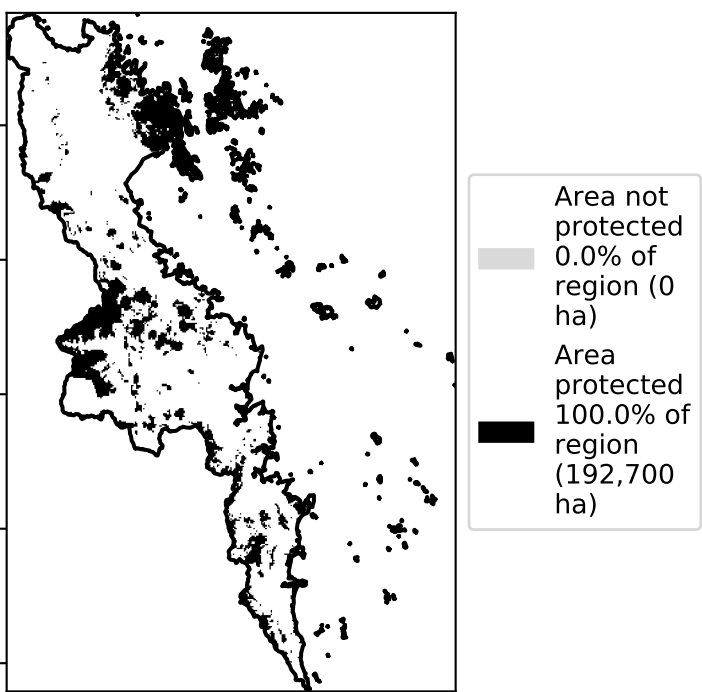 Area not
protected
0.0% of
region (0
ha)
Area
protected
100.0% of
region
(192,700
ha)